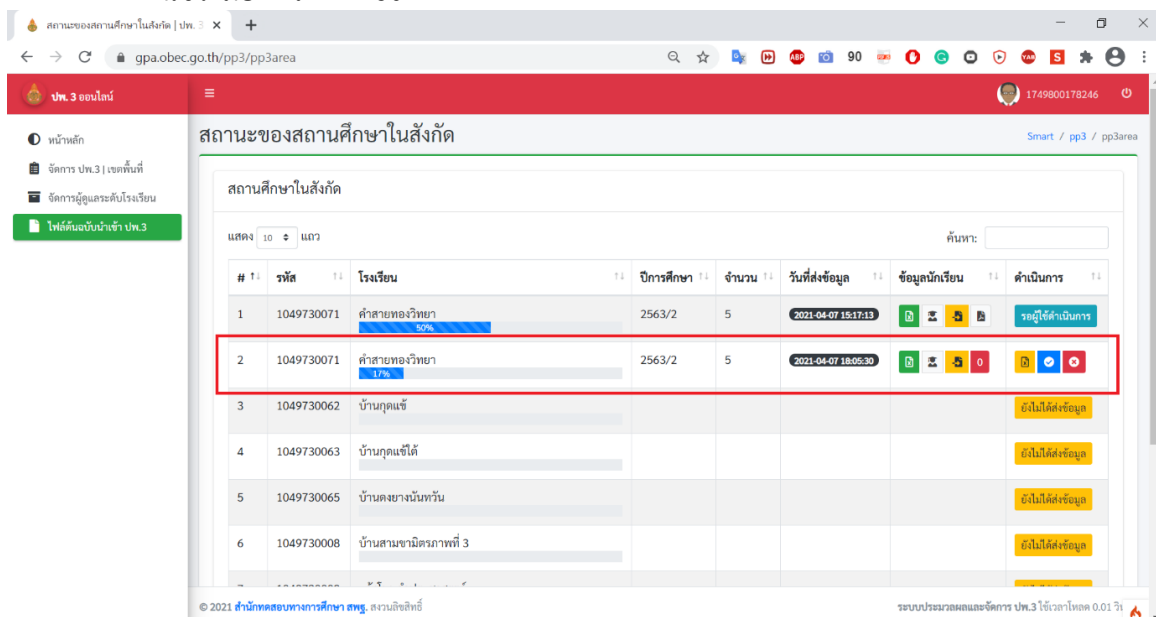 สถานะของสถานศึกษาในสังกัด | ปพ. 3
gpa.obec.go.th/pp3/pp3area
90
ปพ. 3 ออนไลน์
1749800178246
หน้าหลัก
จัดการ ปพ.3 | เขตพื้นที่
จัดการผู้ดูแลระดับโรงเรียน
ไฟล์ต้นฉบับนำเข้า ปพ.3
สถานะของสถานศึกษาในสังกัด
Smart / pp3 / pp3area
สถานศึกษาในสังกัด
แสดง 10 แถว
ค้นหา:
# รหัส โรงเรียน ปีการศึกษา จำนวน วันที่ส่งข้อมูล ข้อมูลนักเรียน ดำเนินการ
1 1049730071 คำสายทองวิทยา 2563/2 5 2021-04-07 15:17:13 รอผู้ใช้ดำเนินการ
50%
2 1049730071 คำสายทองวิทยา 2563/2 5 2021-04-07 18:05:30 0
17%
3 1049730062 บ้านกุดแข้ ยังไม่ได้ส่งข้อมูล
4 1049730063 บ้านกุดแข้ใต้ ยังไม่ได้ส่งข้อมูล
5 1049730065 บ้านดงยางนันทวัน ยังไม่ได้ส่งข้อมูล
6 1049730008 บ้านสามขามิตรภาพที่ 3 ยังไม่ได้ส่งข้อมูล
© 2021 สำนักทดสอบทางการศึกษา สพฐ. สงวนลิขสิทธิ์
ระบบประมวลผลและจัดการ ปพ.3 ใช้เวลาโหลด 0.01